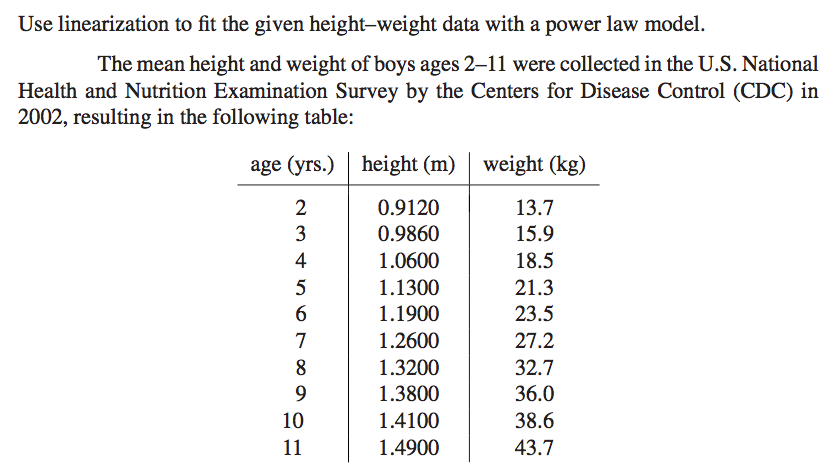 Use linearization to fit the given height–weight data with a power law model.
The mean height and weight of boys ages 2–11 were collected in the U.S. National
Health and Nutrition Examination Survey by the Centers for Disease Control (CDC) in
2002, resulting in the following table:
age (yrs.) height (m) weight (kg)
2 0.9120 13.7
3 0.9860 15.9
4 1.0600 18.5
5 1.1300 21.3
6 1.1900 23.5
7 1.2600 27.2
8 1.3200 32.7
9 1.3800 36.0
10 1.4100 38.6
11 1.4900 43.7